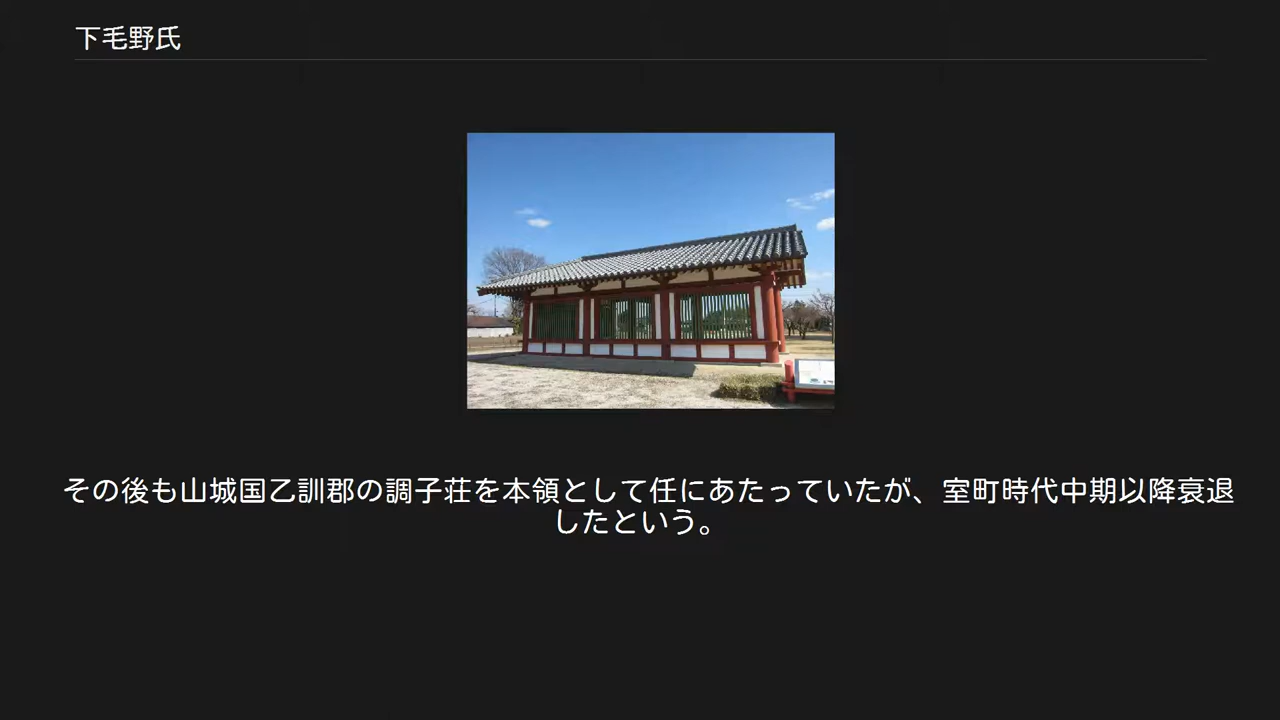 下毛野氏
その後も山城国乙訓郡の調子荘を本領として任にあたっていたが、室町時代中期以降衰退
したという。